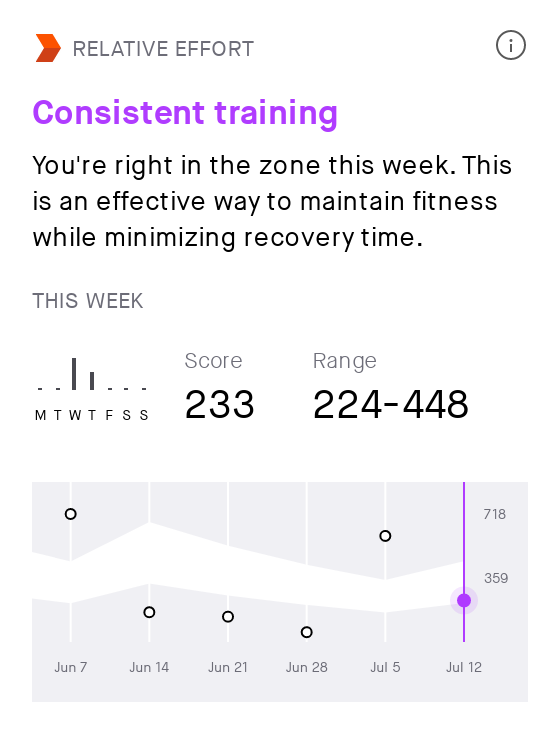 RELATIVE EFFORT
Consistent training
You're right in the zone this week. This
is an effective way to maintain fitness
while minimizing recovery time.
THIS WEEK
Score Range
233 224-448
M T W T F S S
718
359
Jun 7 Jun 14 Jun 21 Jun 28 Jul 5 Jul 12